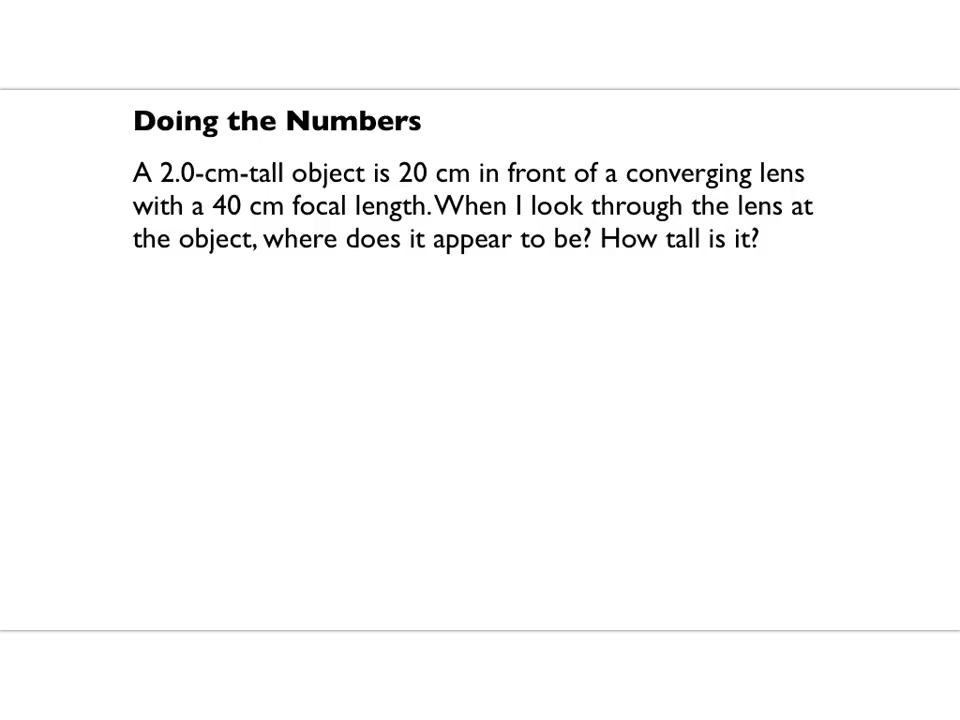 Doing the Numbers
A 2.0-cm-tall object is 20 cm in front of a converging lens
with a 40 cm focal length. When I look through the lens at
the object, where does it appear to be? How tall is it?